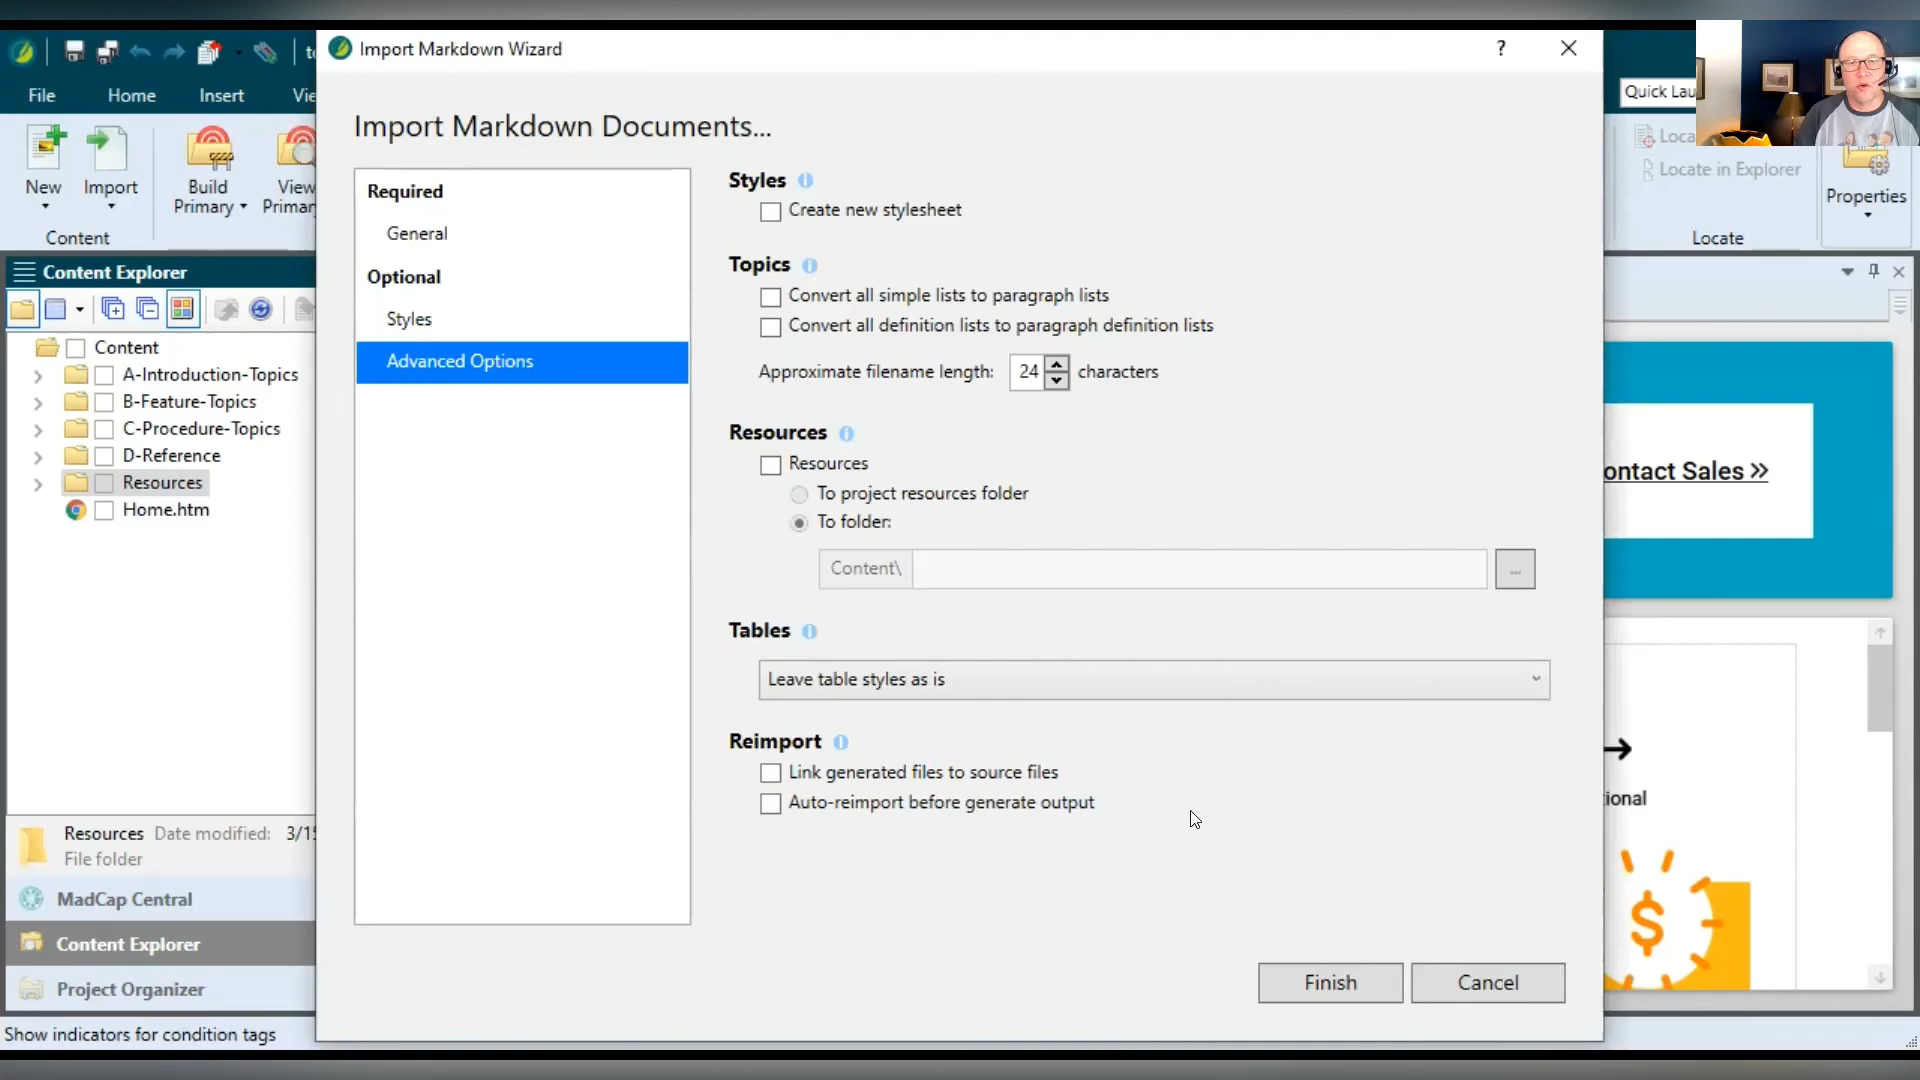 Import Markdown Wizard
?
File
Home
Insert
Quick
New
Import
Build
Primary
View
Content
Locate in Explorer
Locate
Properties
Content Explorer
Content
A-Introduction-Topics
B-Feature-Topics
C-Procedure-Topics
D-Reference
Resources
Home.htm
Resources Date modified:
File folder
MadCap Central
Content Explorer
Project Organizer
Show indicators for condition tags
Import Markdown Documents...
Required
General
Optional
Styles
Advanced Options
Styles
Create new stylesheet
Topics
Convert all simple lists to paragraph lists
Convert all definition lists to paragraph definition lists
Approximate filename length: 24 characters
Resources
Resources
To project resources folder
To folder:
Content\
...
Tables
Leave table styles as is
Reimport
Link generated files to source files
Auto-reimport before generate output
Finish
Cancel
ontact Sales »
ional
$